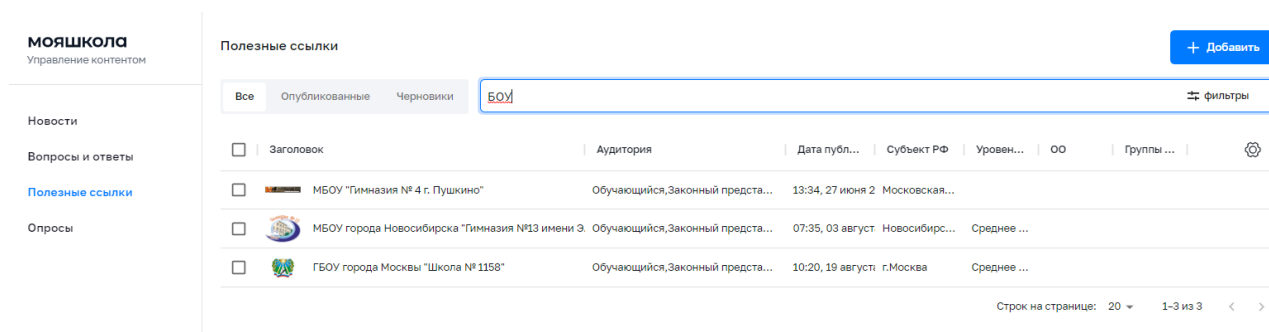 мояшкола
Управление контентом
Новости
Вопросы и ответы
Полезные ссылки
Опросы
Полезные ссылки
+ Добавить
Все Опубликованные Черновики БОУ фильтры
Заголовок Аудитория Дата публ... Субъект РФ Уровен... ОО Группы ...
МБОУ "Гимназия № 4 г. Пушкино" Обучающийся,Законный предста... 13:34, 27 июня 2 Московская...
МБОУ города Новосибирска "Гимназия №13 имени Э. Обучающийся,Законный предста... 07:35, 03 август Новосибирс... Среднее ...
ГБОУ города Москвы "Школа № 1158" Обучающийся,Законный предста... 10:20, 19 августа г.Москва Среднее ...
Строк на странице: 20 1–3 из 3